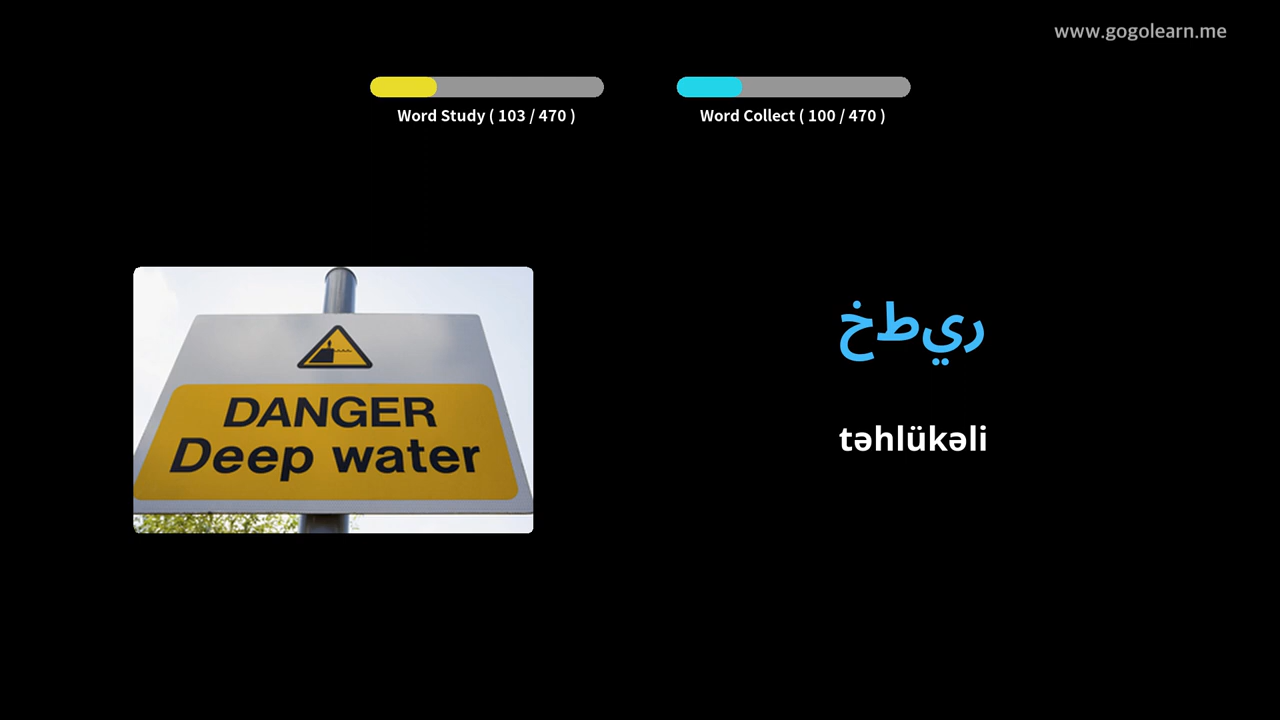 www.gogolearn.me
Word Study ( 103 / 470 )
Word Collect ( 100 / 470 )
DANGER
Deep water
خطير
təhlükəli